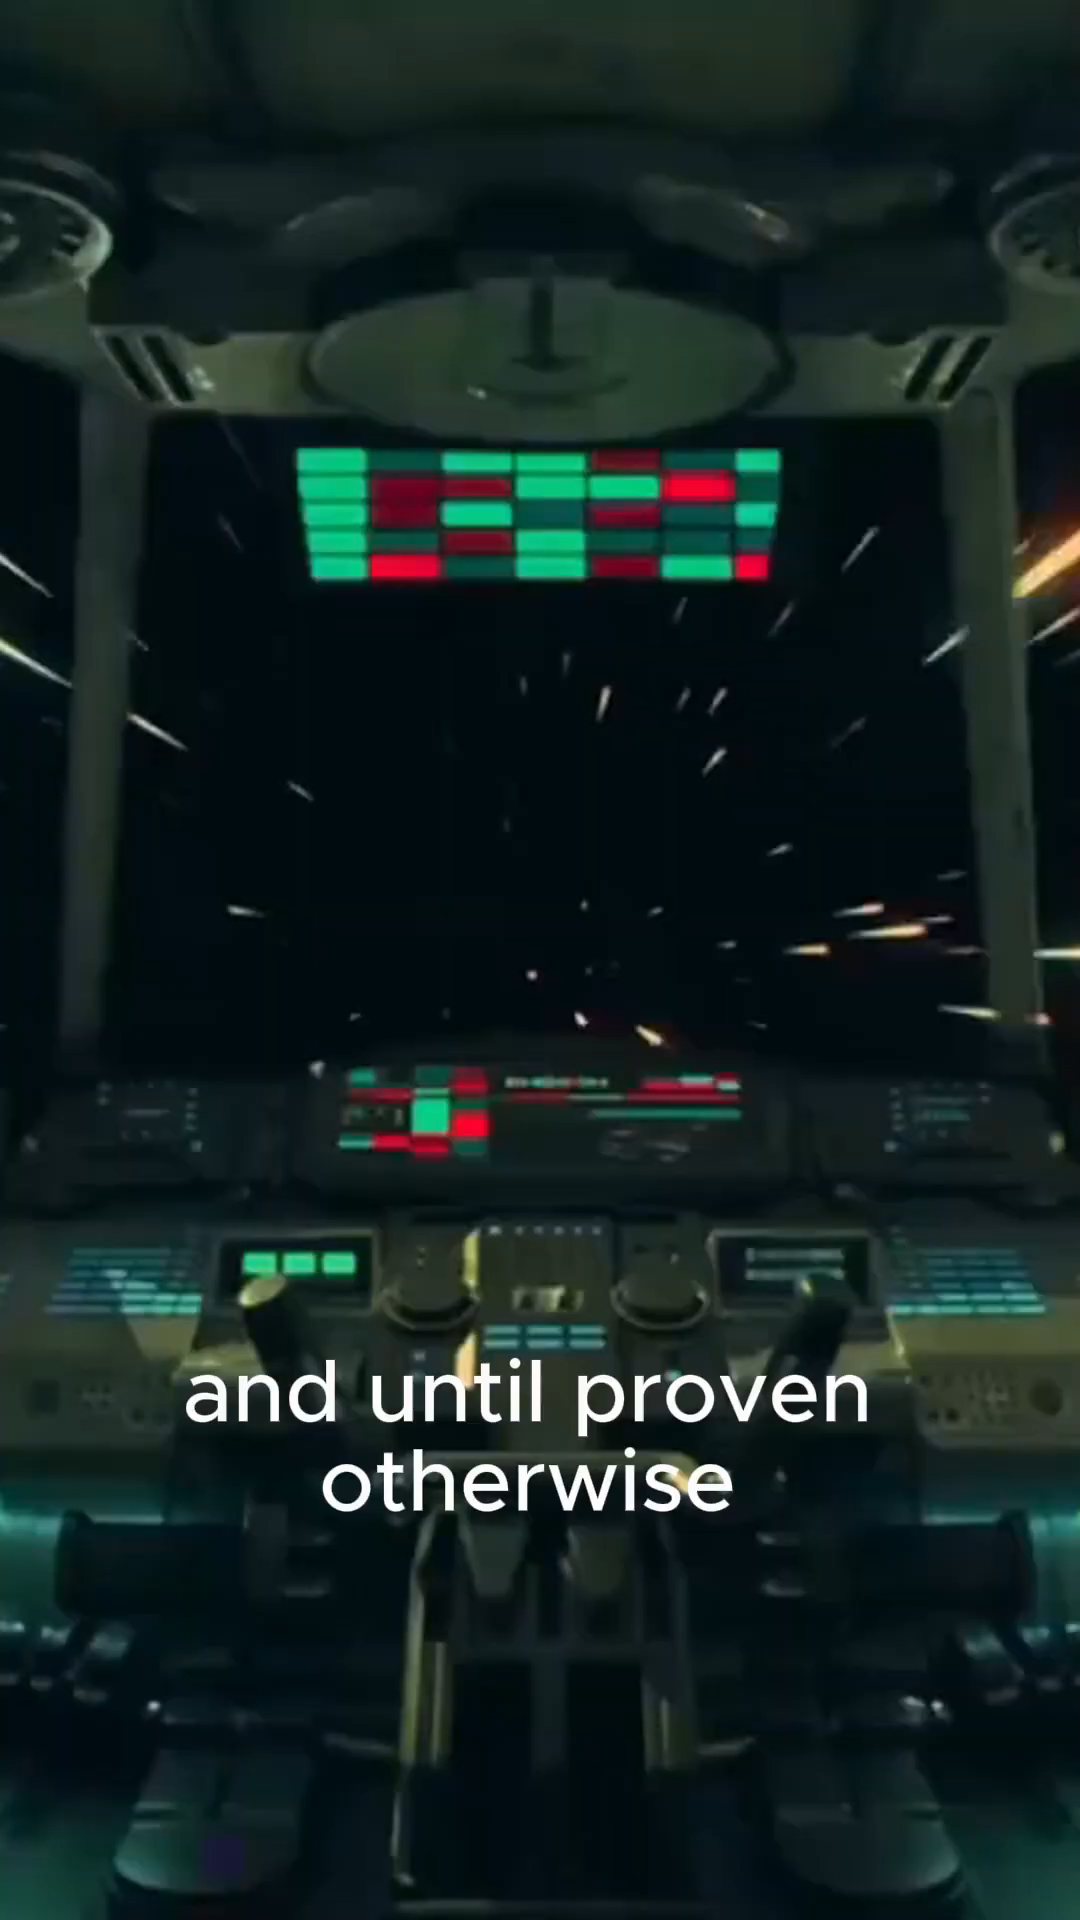 and until proven
otherwise